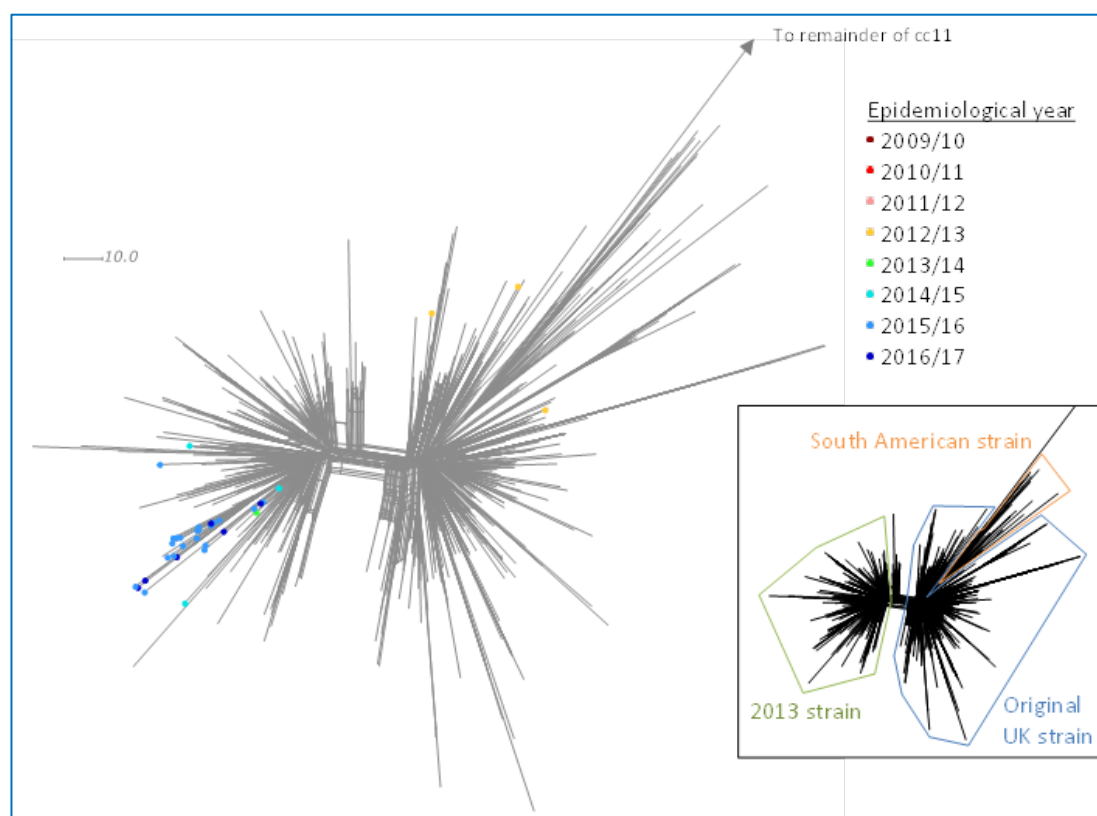 To remainder of cc11
Epidemiological year
2009/10
2010/11
2011/12
2012/13
2013/14
2014/15
2015/16
2016/17
10.0
South American strain
2013 strain
Original
UK strain